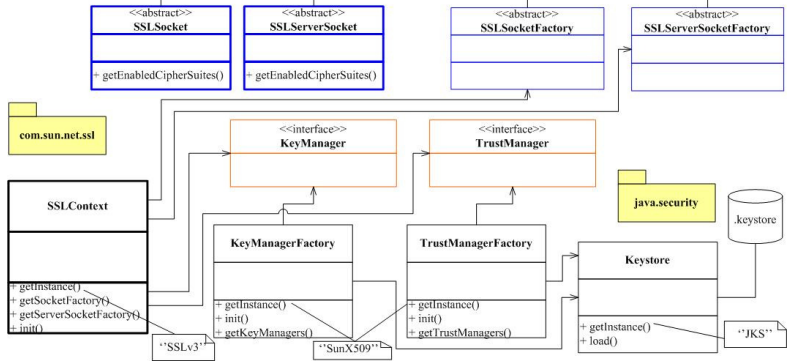 <<abstract>>
SSLSocket
+ getEnabledCipherSuites()
<<abstract>>
SSLServerSocket
+ getEnabledCipherSuites()
<<abstract>>
SSLSocketFactory
<<abstract>>
SSLServerSocketFactory
com.sun.net.ssl
<<interface>>
KeyManager
<<interface>>
TrustManager
java.security
.keystore
SSLContext
+ getInstance()
+ getSocketFactory()
+ getServerSocketFactory()
+ init()
KeyManagerFactory
+ getInstance()
+ init()
+ getKeyManagers()
TrustManagerFactory
+ getInstance()
+ init()
+ getTrustManagers()
Keystore
+ getInstance()
+ load()
‘’SSLv3’’
‘’SunX509’’
‘’JKS’’